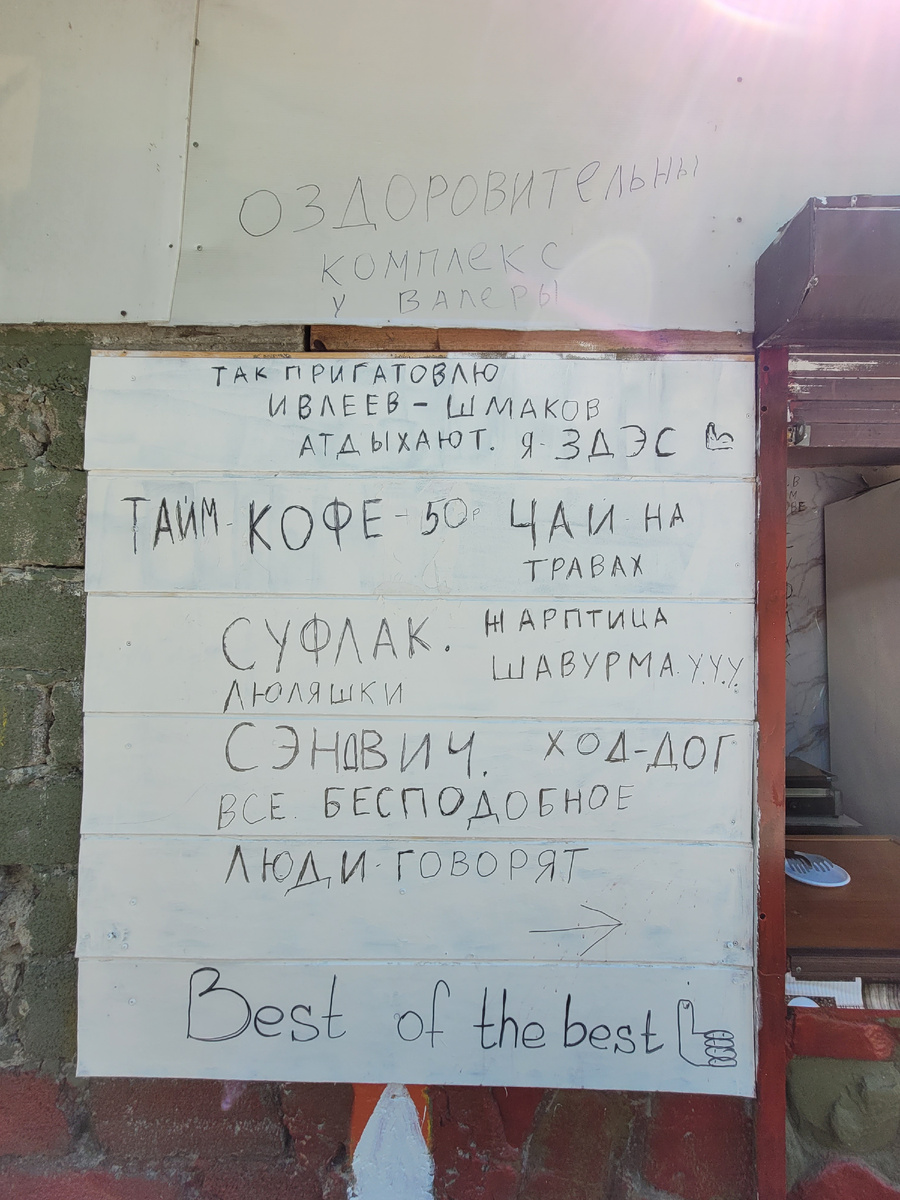 ОЗДОРОВИТЕЛЬНЫ
КОМПЛЕКС
У ВАЛЕРЫ
ТАК ПРИГАТОВЛЮ
ИВЛЕЕВ - ШМАКОВ
АТДЫХАЮТ. Я - ЗДЭС
ТАЙМ - КОФЕ - 50р ЧАИ НА
ТРАВАХ
СУФЛАК. ЖАРПТИЦА
ЛЮЛЯШКИ ШАВУРМА.У.У.У.
СЭНДВИЧ. ХОД-ДОГ
ВСЕ. БЕСПОДОБНОЕ
ЛЮДИ - ГОВОРЯТ
Best of the best